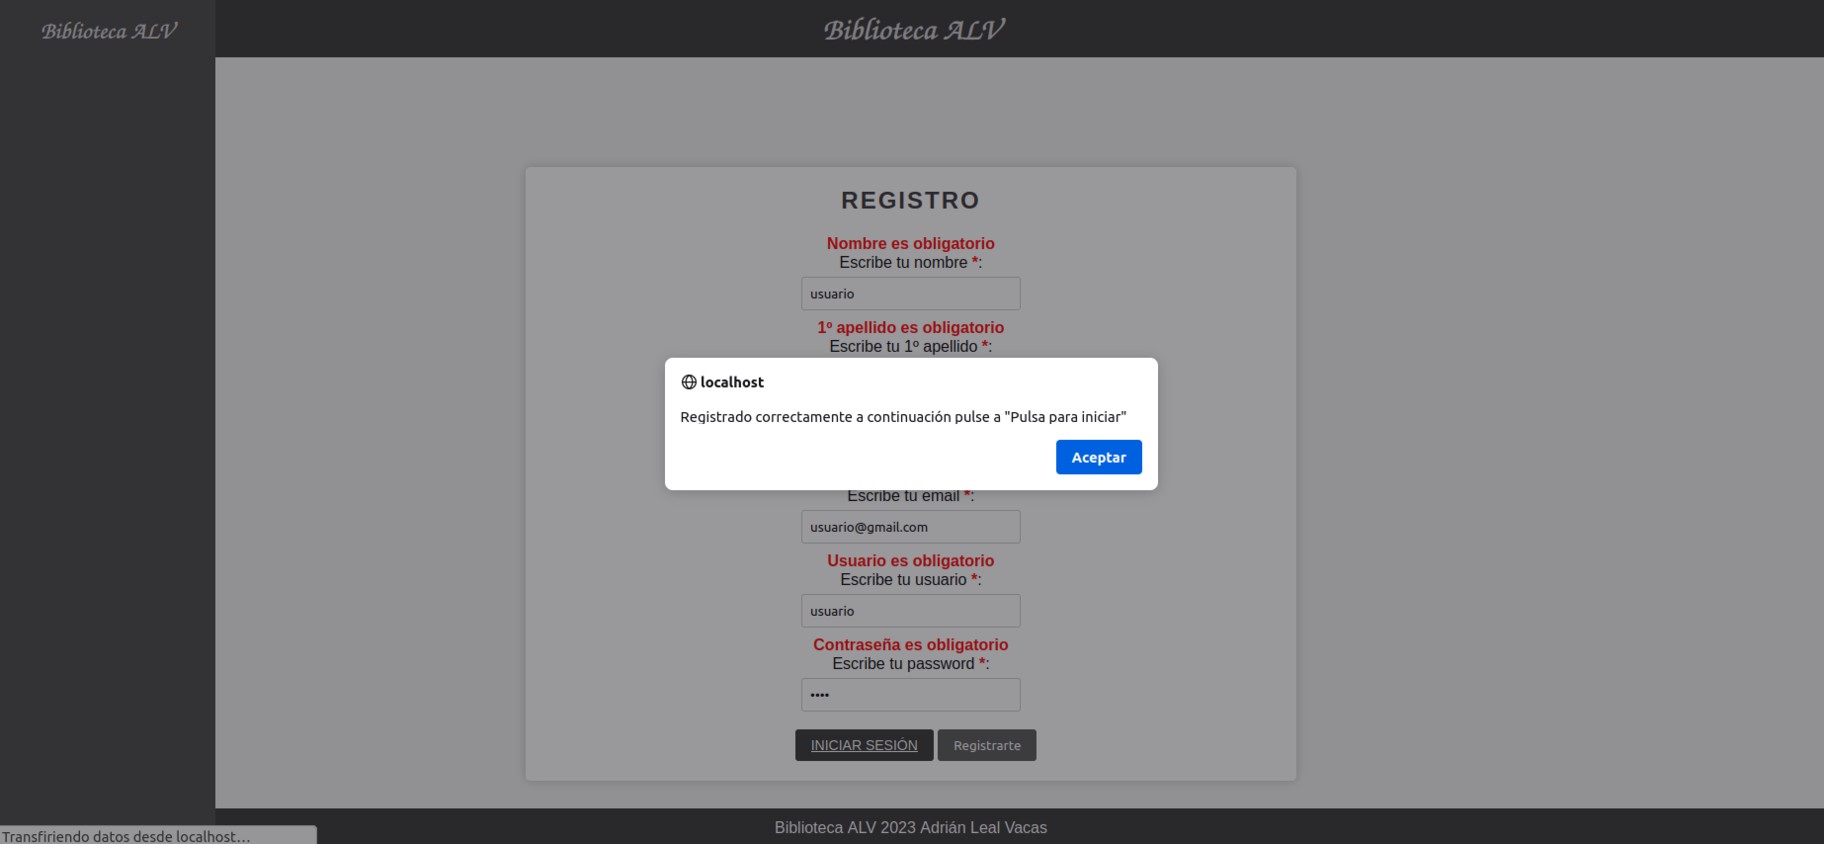 Biblioteca ALV
Biblioteca ALV
REGISTRO
Nombre es obligatorio
Escribe tu nombre *:
usuario
1º apellido es obligatorio
Escribe tu 1º apellido *:
localhost
Registrado correctamente a continuación pulse a "Pulsa para iniciar"
Aceptar
Escribe tu email *:
usuario@gmail.com
Usuario es obligatorio
Escribe tu usuario *:
usuario
Contraseña es obligatorio
Escribe tu password *:
••••
INICIAR SESIÓN Registrarte
Biblioteca ALV 2023 Adrián Leal Vacas
Transfiriendo datos desde localhost…